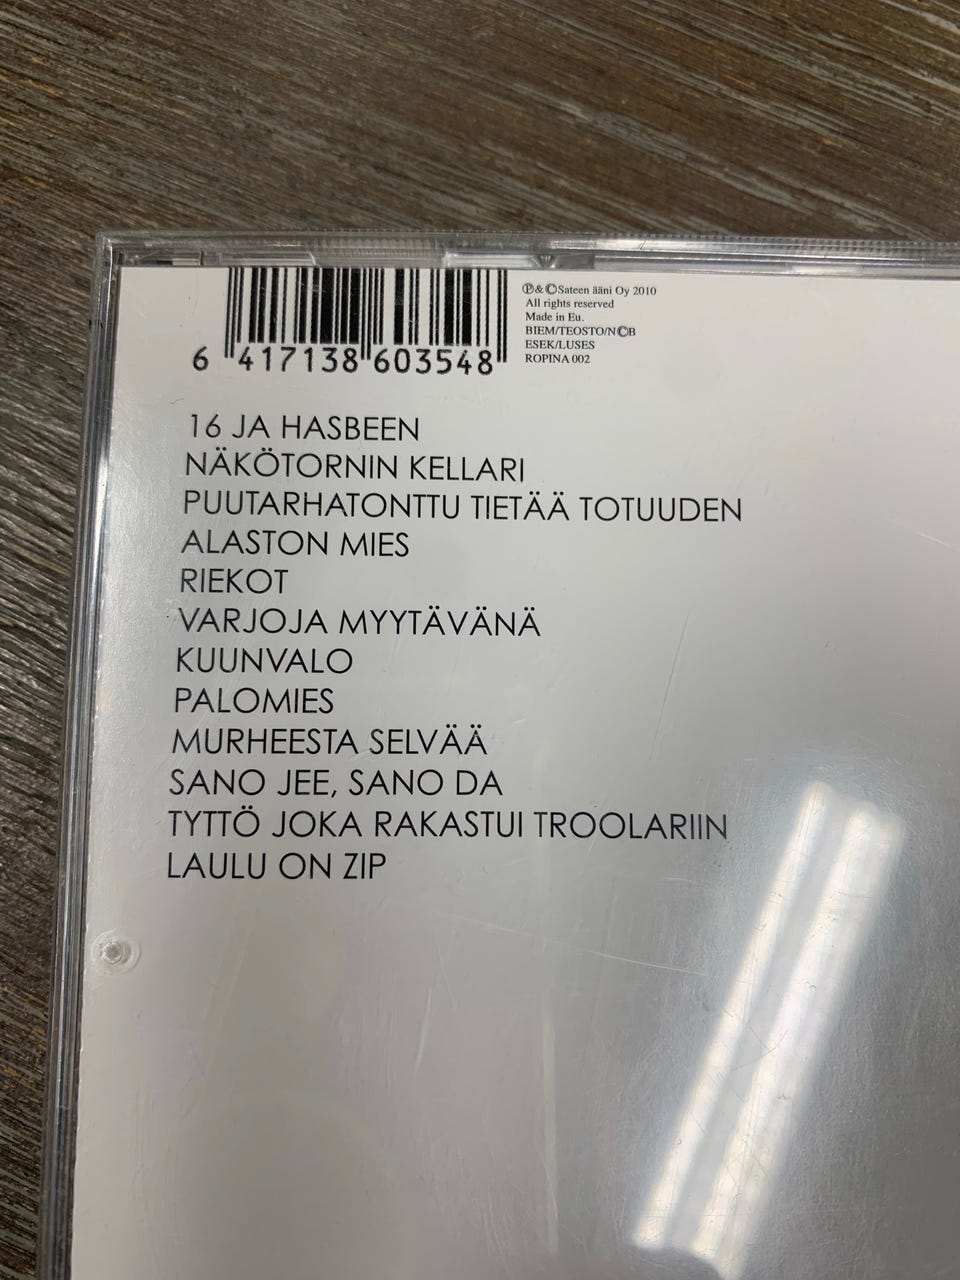 6 417138 603548
℗&©Sateen ääni Oy 2010
All rights reserved
Made in Eu.
BIEM/TEOSTO/N©B
ESEK/LUSES
ROPINA 002
16 JA HASBEEN
NÄKÖTORNIN KELLARI
PUUTARHATONTTU TIETÄÄ TOTUUDEN
ALASTON MIES
RIEKOT
VARJOJA MYYTÄVÄNÄ
KUUNVALO
PALOMIES
MURHEESTA SELVÄÄ
SANO JEE, SANO DA
TYTTÖ JOKA RAKASTUI TROOLARIIN
LAULU ON ZIP